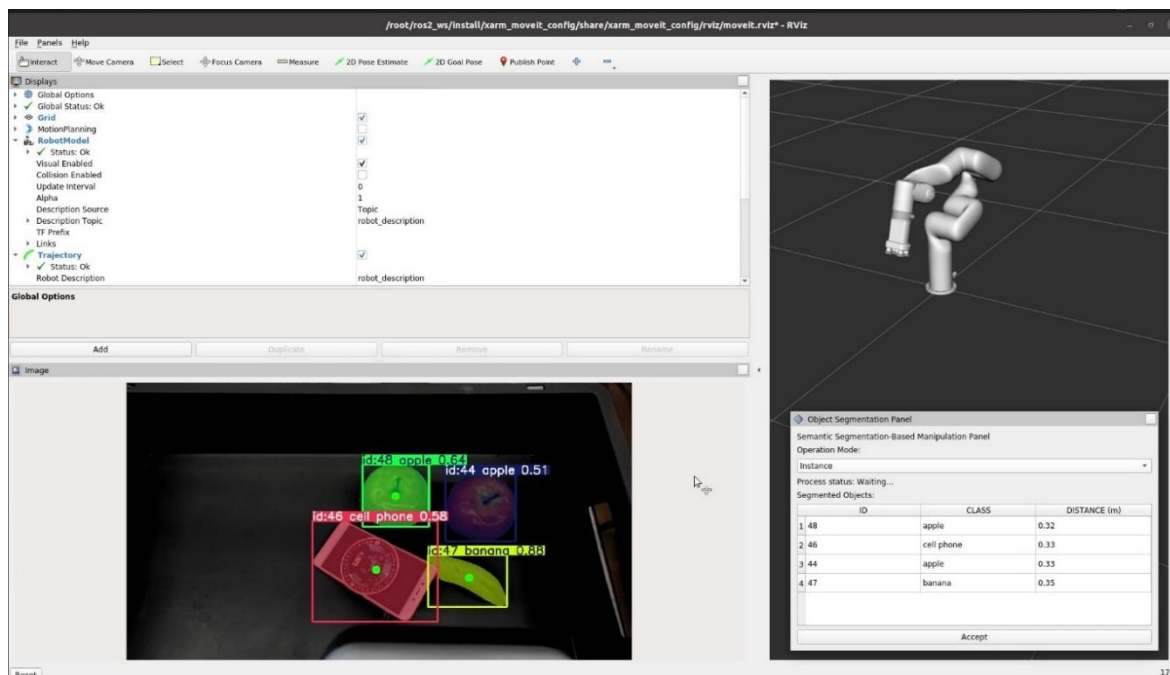 /root/ros2_ws/install/xarm_moveit_config/share/xarm_moveit_config/rviz/moveit.rviz* - RViz
File Panels Help
Interact Move Camera Select Focus Camera Measure 2D Pose Estimate 2D Goal Pose Publish Point
Displays
Global Options
Global Status: Ok
Grid
MotionPlanning
RobotModel
Status: Ok
Visual Enabled
Collision Enabled
Update Interval 0
Alpha 1
Description Source Topic
Description Topic robot_description
TF Prefix
Links
Trajectory
Status: Ok
Robot Description robot_description
Global Options
Add Duplicate Remove Rename
Image
id:48 apple 0.64
id:44 apple 0.51
id:46 cell phone 0.58
id:47 banana 0.88
Object Segmentation Panel
Semantic Segmentation-Based Manipulation Panel
Operation Mode:
Instance
Process status: Waiting...
Segmented Objects:
ID CLASS DISTANCE (m)
1 48 apple 0.32
2 46 cell phone 0.33
3 44 apple 0.33
4 47 banana 0.35
Accept
Reset